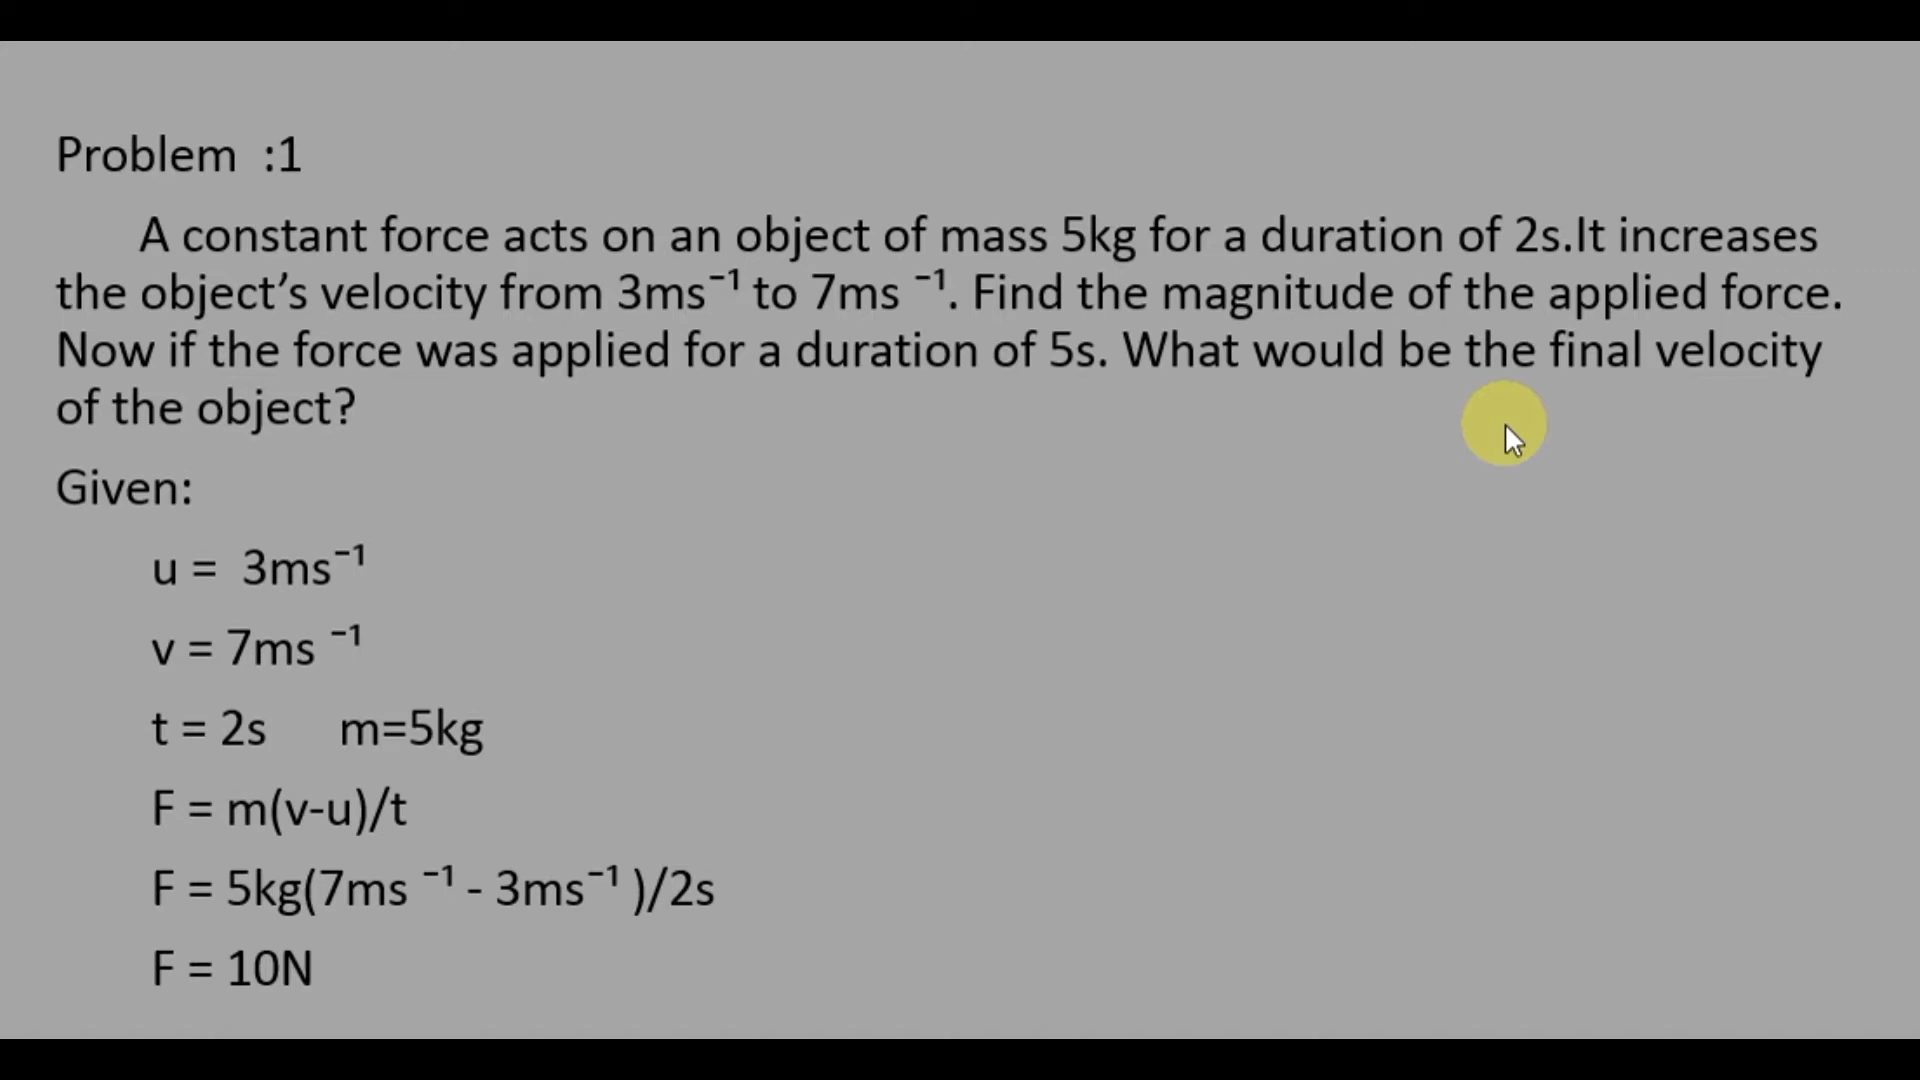 Problem  :1
A constant force acts on an object of mass 5kg for a duration of 2s.It increases
the object’s velocity from 3ms⁻¹ to 7ms ⁻¹. Find the magnitude of the applied force.
Now if the force was applied for a duration of 5s. What would be the final velocity
of the object?
Given:
u =  3ms⁻¹
v = 7ms ⁻¹
t = 2s      m=5kg
F = m(v-u)/t
F = 5kg(7ms ⁻¹ - 3ms⁻¹ )/2s
F = 10N